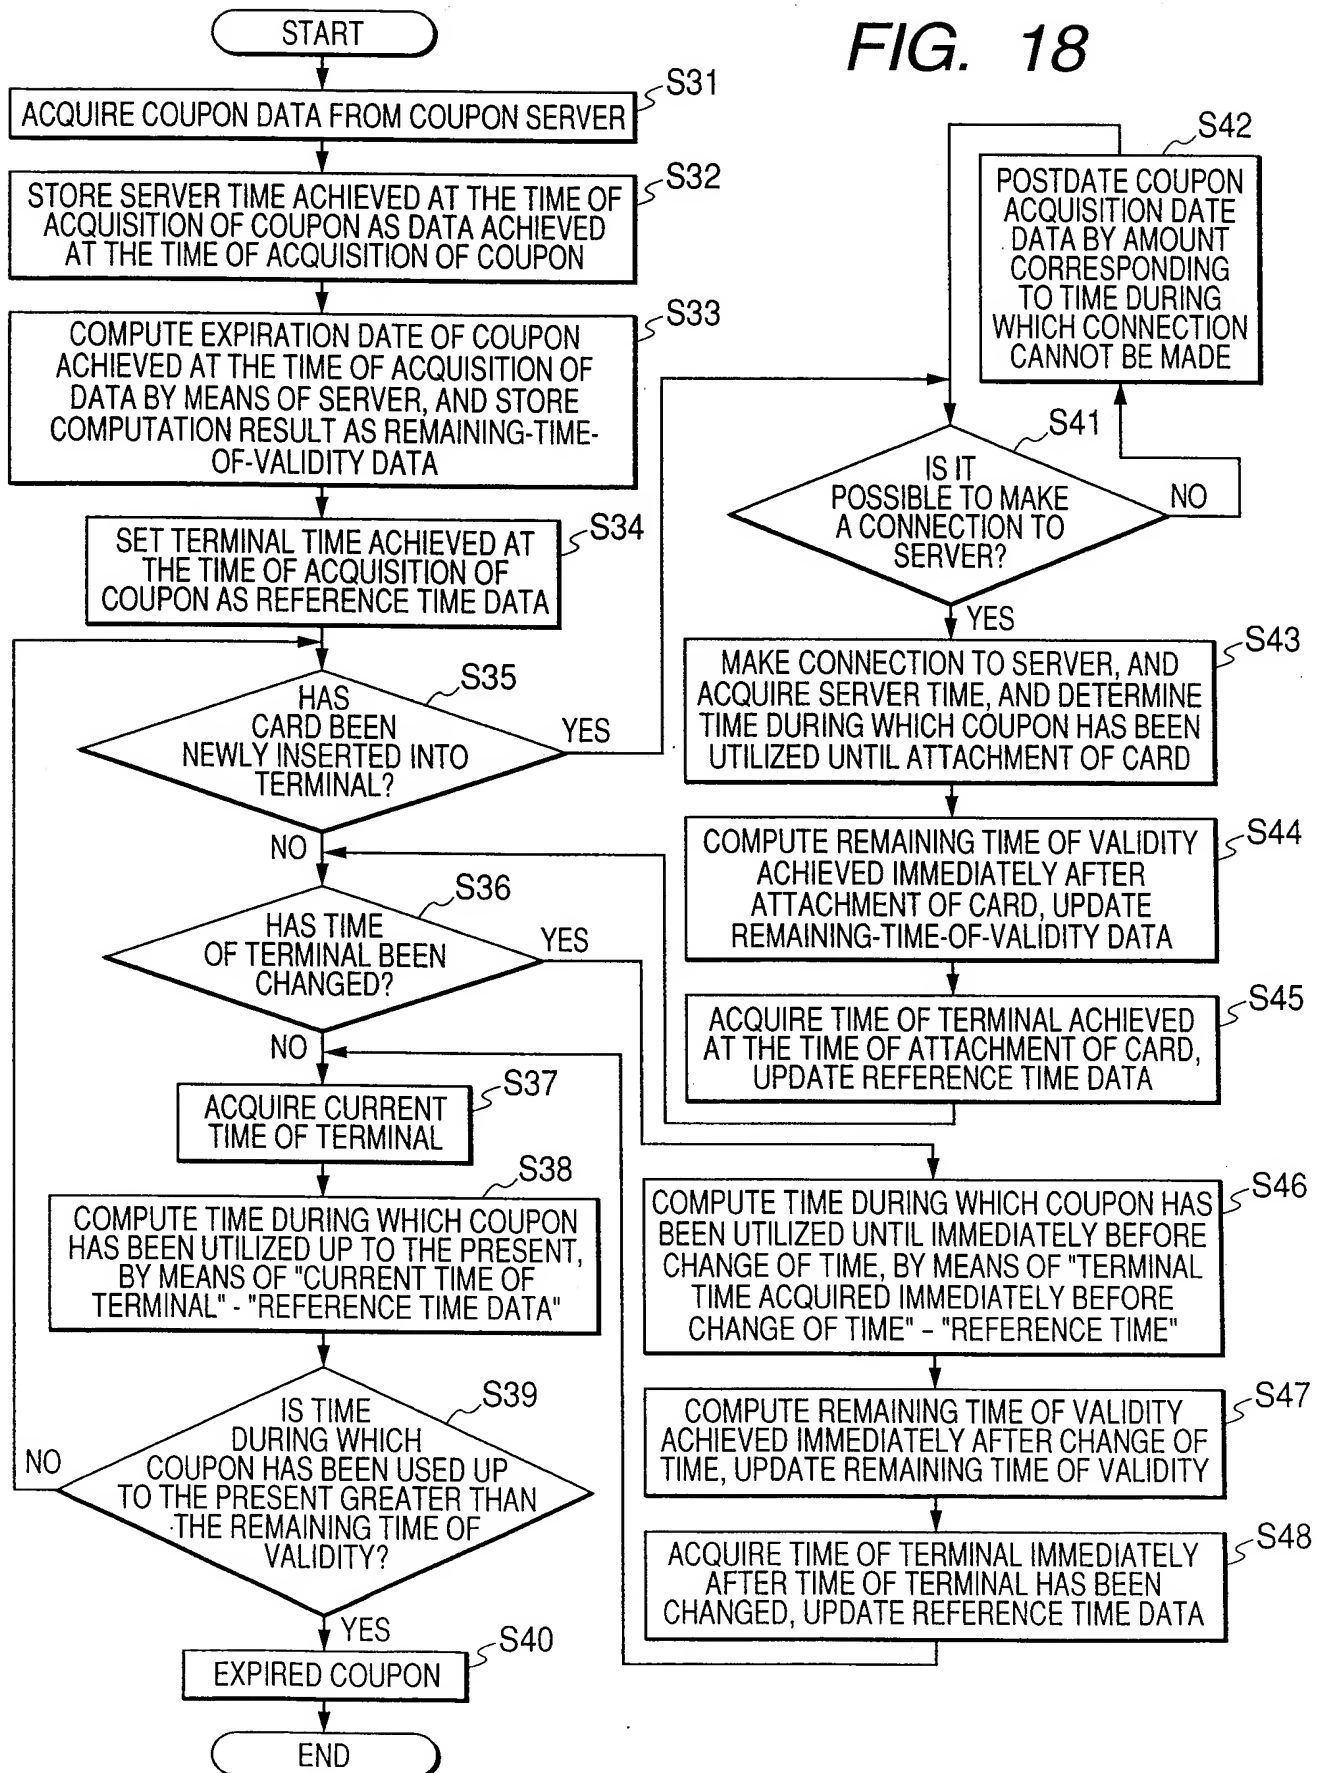 FIG. 18
START
S31
ACQUIRE COUPON DATA FROM COUPON SERVER
S32
STORE SERVER TIME ACHIEVED AT THE TIME OF
ACQUISITION OF COUPON AS DATA ACHIEVED
AT THE TIME OF ACQUISITION OF COUPON
S33
COMPUTE EXPIRATION DATE OF COUPON
ACHIEVED AT THE TIME OF ACQUISITION OF
DATA BY MEANS OF SERVER, AND STORE
COMPUTATION RESULT AS REMAINING-TIME-
OF-VALIDITY DATA
S34
SET TERMINAL TIME ACHIEVED AT
THE TIME OF ACQUISITION OF
COUPON AS REFERENCE TIME DATA
S35
HAS
CARD BEEN
NEWLY INSERTED INTO
TERMINAL?
YES
NO
S36
HAS TIME
OF TERMINAL BEEN
CHANGED?
YES
NO
S37
ACQUIRE CURRENT
TIME OF TERMINAL
S38
COMPUTE TIME DURING WHICH COUPON
HAS BEEN UTILIZED UP TO THE PRESENT,
BY MEANS OF "CURRENT TIME OF
TERMINAL" - "REFERENCE TIME DATA"
S39
IS TIME
DURING WHICH
COUPON HAS BEEN USED UP
TO THE PRESENT GREATER THAN
THE REMAINING TIME OF
VALIDITY?
NO
YES
S40
EXPIRED COUPON
END
S42
POSTDATE COUPON
ACQUISITION DATE
DATA BY AMOUNT
CORRESPONDING
TO TIME DURING
WHICH CONNECTION
CANNOT BE MADE
S41
IS IT
POSSIBLE TO MAKE
A CONNECTION TO
SERVER?
NO
YES
S43
MAKE CONNECTION TO SERVER, AND
ACQUIRE SERVER TIME, AND DETERMINE
TIME DURING WHICH COUPON HAS BEEN
UTILIZED UNTIL ATTACHMENT OF CARD
S44
COMPUTE REMAINING TIME OF VALIDITY
ACHIEVED IMMEDIATELY AFTER
ATTACHMENT OF CARD, UPDATE
REMAINING-TIME-OF-VALIDITY DATA
S45
ACQUIRE TIME OF TERMINAL ACHIEVED
AT THE TIME OF ATTACHMENT OF CARD,
UPDATE REFERENCE TIME DATA
S46
COMPUTE TIME DURING WHICH COUPON HAS
BEEN UTILIZED UNTIL IMMEDIATELY BEFORE
CHANGE OF TIME, BY MEANS OF "TERMINAL
TIME ACQUIRED IMMEDIATELY BEFORE
CHANGE OF TIME" – "REFERENCE TIME"
S47
COMPUTE REMAINING TIME OF VALIDITY
ACHIEVED IMMEDIATELY AFTER CHANGE OF
TIME, UPDATE REMAINING TIME OF VALIDITY
S48
ACQUIRE TIME OF TERMINAL IMMEDIATELY
AFTER TIME OF TERMINAL HAS BEEN
CHANGED, UPDATE REFERENCE TIME DATA